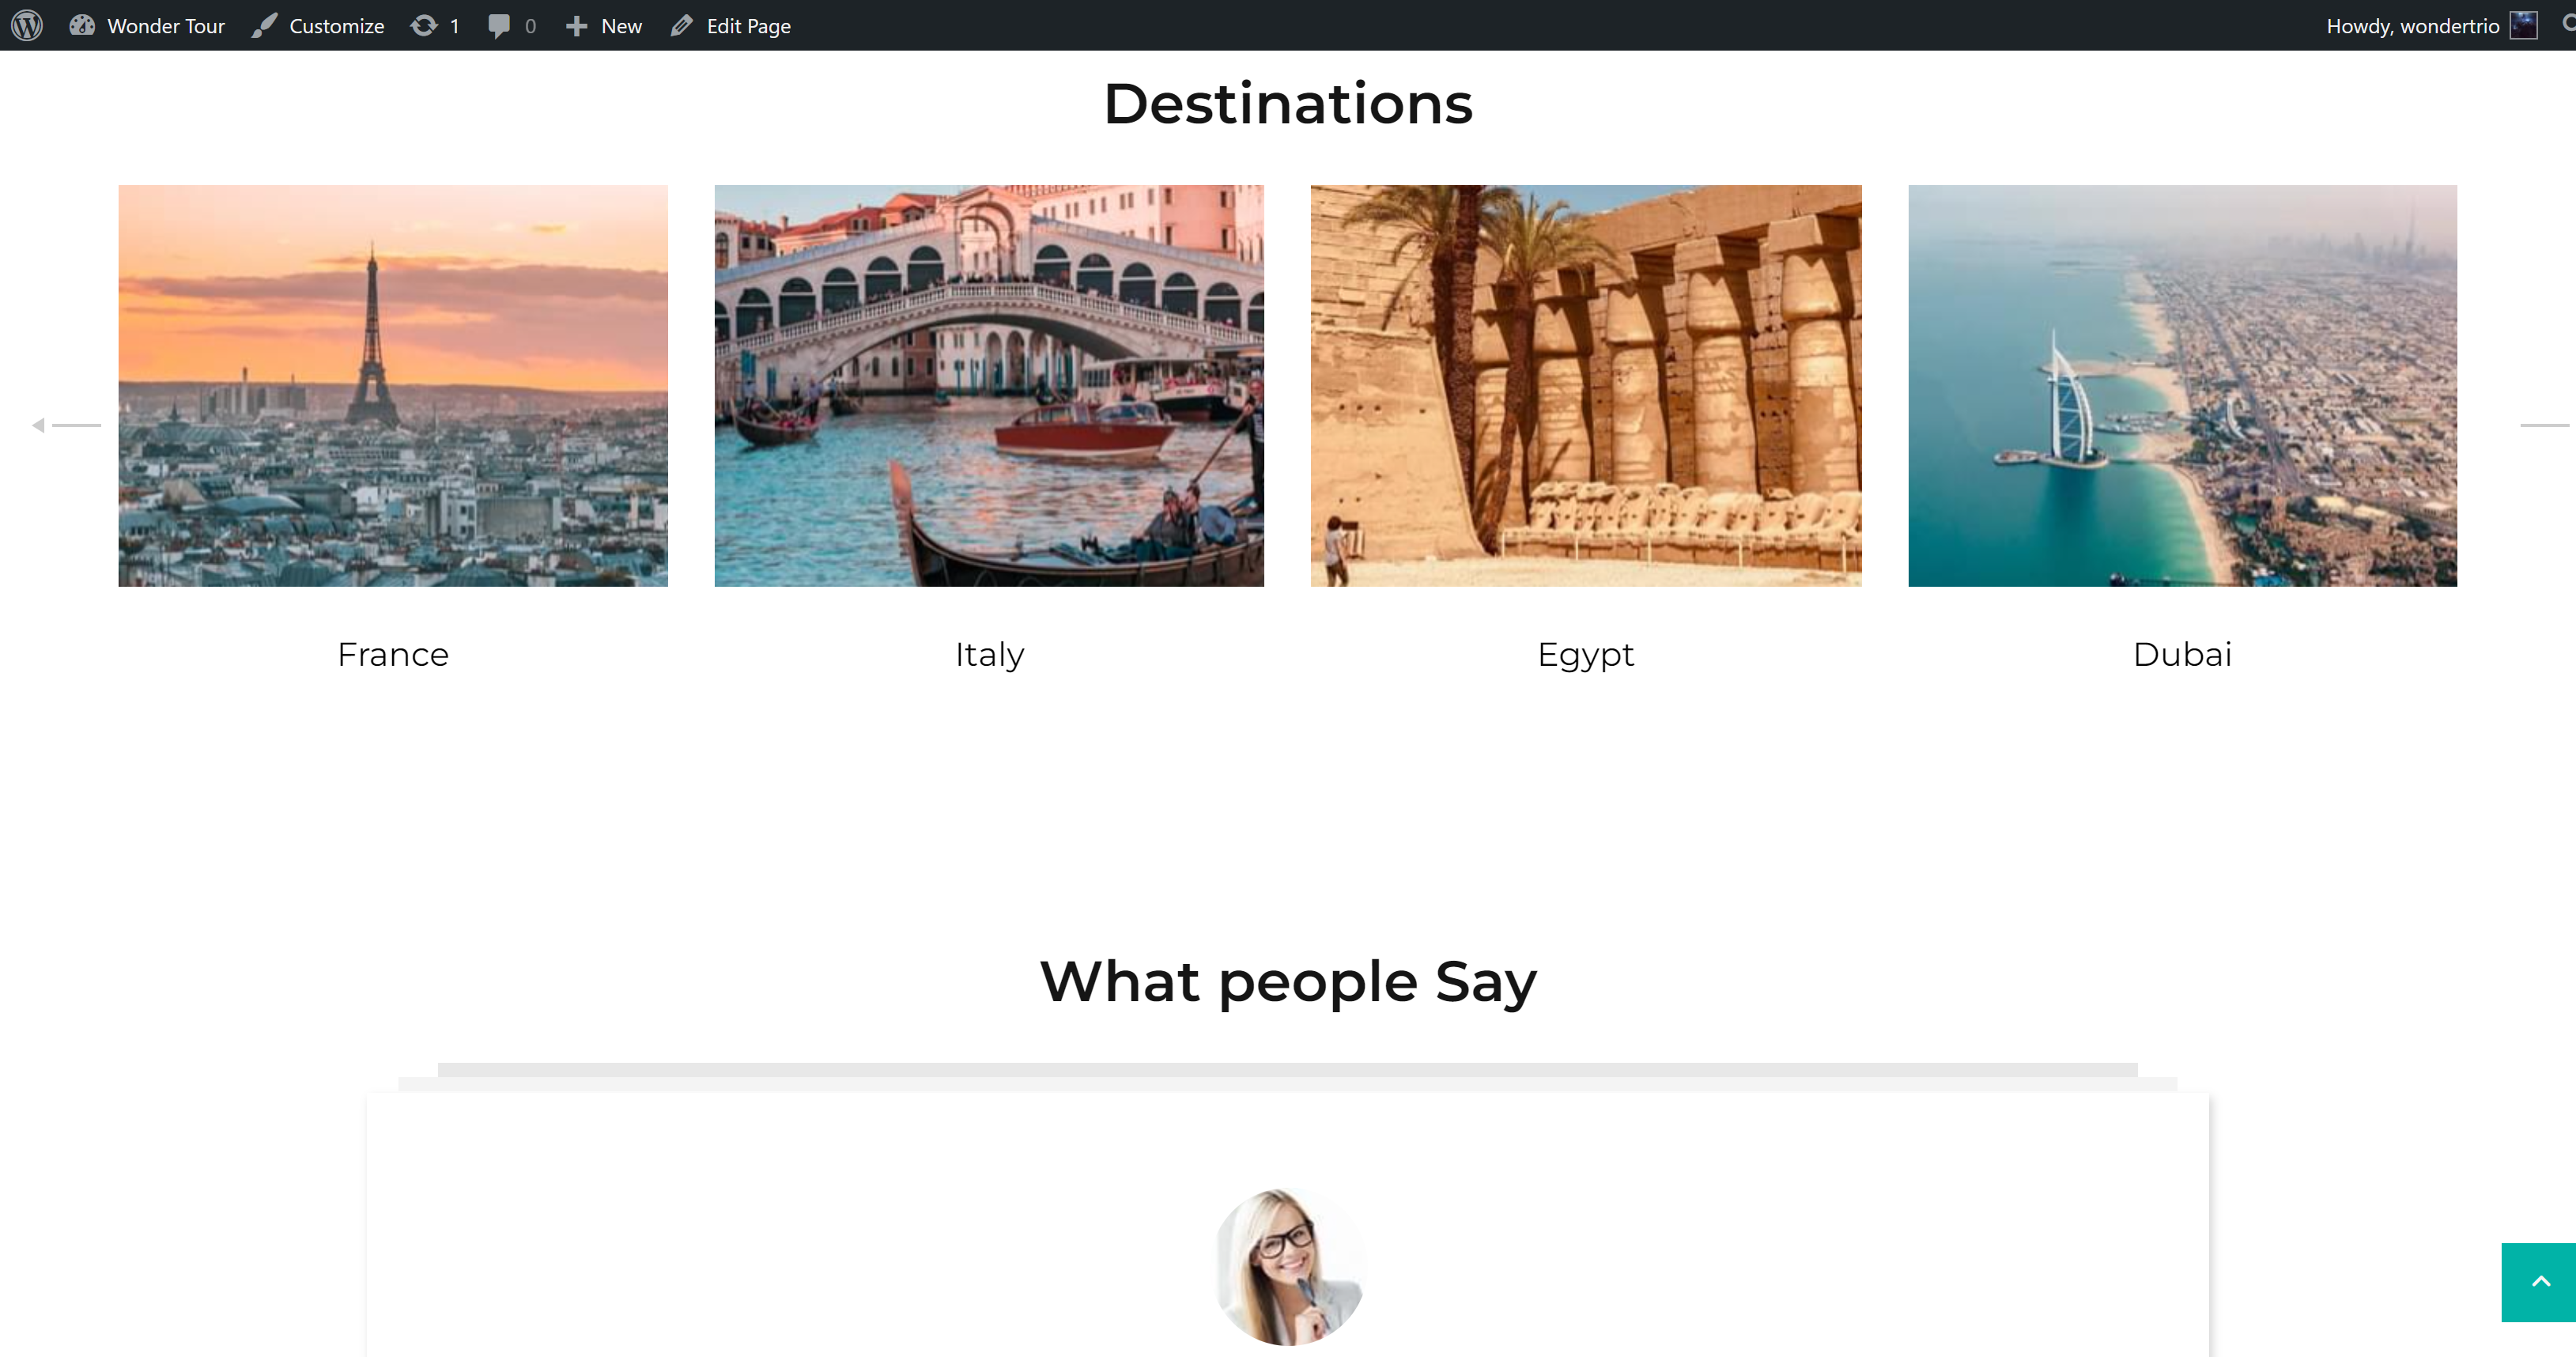 Wonder Tour Customize 1 0 New Edit Page Howdy, wondertrio
Destinations
France Italy Egypt Dubai
What people Say